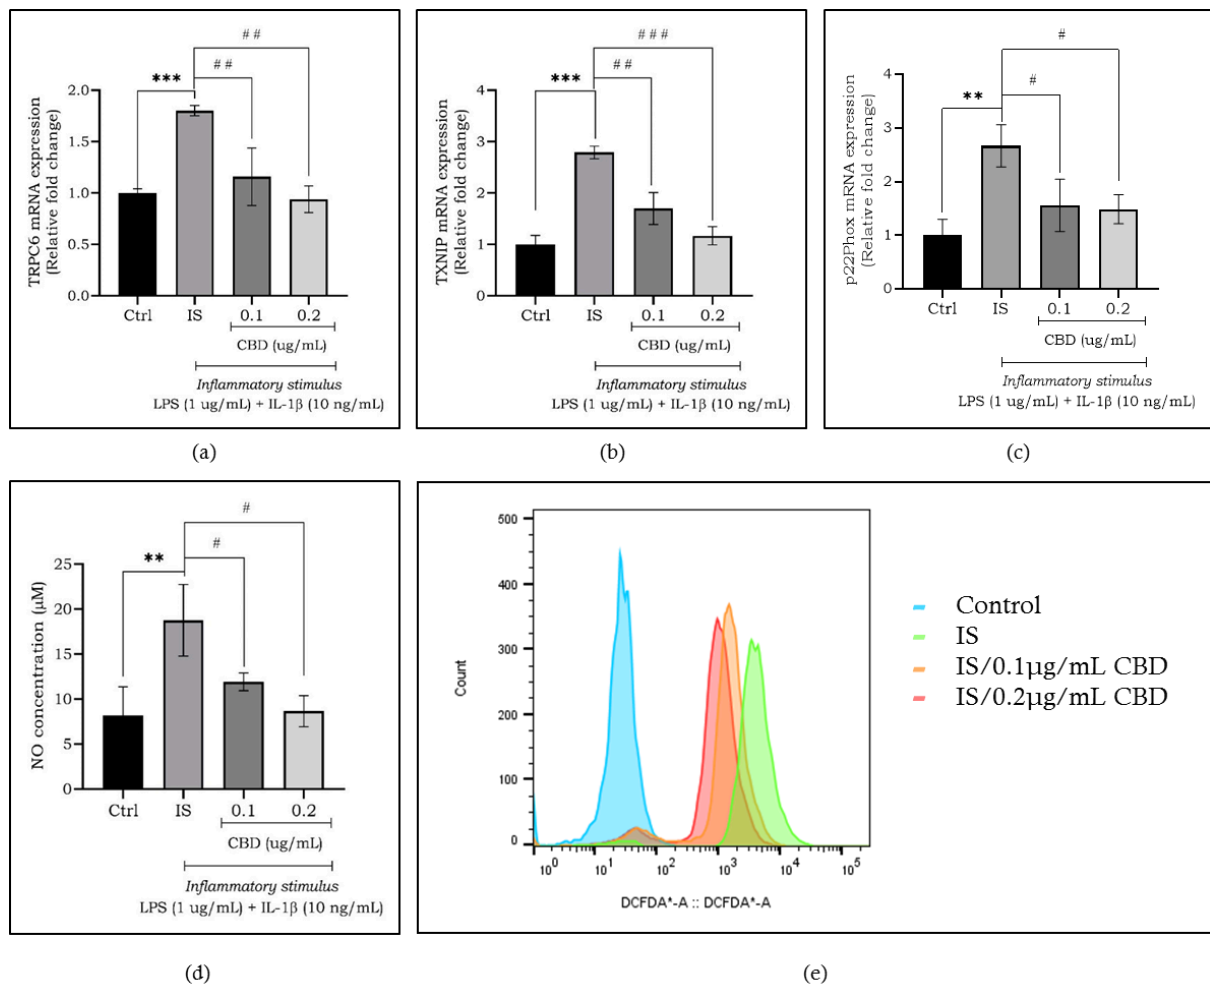 # #
# #
***
TRPC6 mRNA expression
(Relative fold change)
2.0
1.5
1.0
0.5
0.0
Ctrl IS 0.1 0.2
CBD (ug/mL)
Inflammatory stimulus
LPS (1 ug/mL) + IL-1β (10 ng/mL)
(a)
# # #
# #
***
TXNIP mRNA expression
(Relative fold change)
4
3
2
1
0
Ctrl IS 0.1 0.2
CBD (ug/mL)
Inflammatory stimulus
LPS (1 ug/mL) + IL-1β (10 ng/mL)
(b)
#
#
**
p22Phox mRNA expression
(Relative fold change)
4
3
2
1
0
Ctrl IS 0.1 0.2
CBD (ug/mL)
Inflammatory stimulus
LPS (1 ug/mL) + IL-1β (10 ng/mL)
(c)
#
#
**
NO concentration (µM)
25
20
15
10
5
0
Ctrl IS 0.1 0.2
CBD (ug/mL)
Inflammatory stimulus
LPS (1 ug/mL) + IL-1β (10 ng/mL)
(d)
Count
500
400
300
200
100
0
10⁰ 10¹ 10² 10³ 10⁴ 10⁵
DCFDA*-A :: DCFDA*-A
Control
IS
IS/0.1µg/mL CBD
IS/0.2µg/mL CBD
(e)